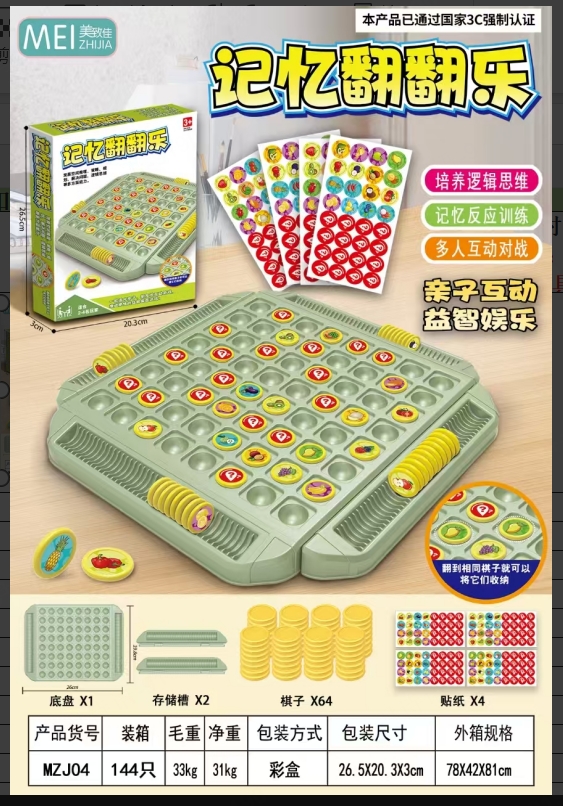 本产品已通过国家3C强制认证
MEI 美致佳
ZHIJIA
记忆翻翻乐
3+
记忆翻翻乐
培养逻辑思维
记忆反应训练
多人互动对战
亲子互动
益智娱乐
26.5cm
3cm
20.3cm
翻到相同棋子就可以
将它们收纳
26cm
底盘 X1
存储槽 X2
棋子 X64
贴纸 X4
产品货号 装箱 毛重 净重 包装方式 包装尺寸 外箱规格
MZJ04 144只 33kg 31kg 彩盒 26.5X20.3X3cm 78X42X81cm